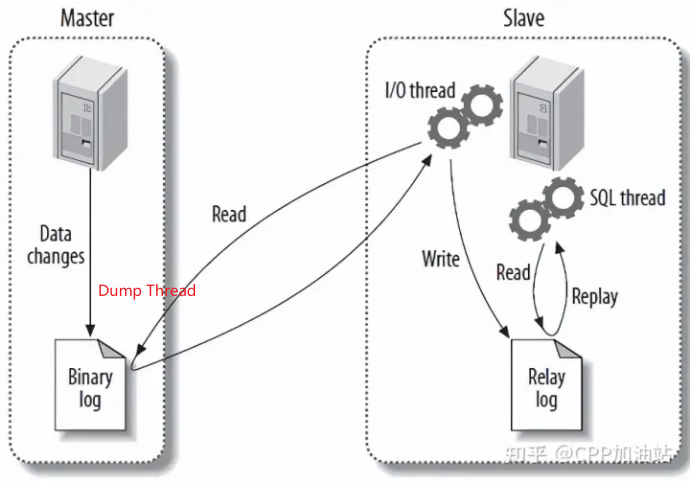 Master
Slave
I/O thread
SQL thread
Read
Data
changes
Write
Read
Replay
Dump Thread
Binary
log
Relay
log
知乎 @CPP加油站